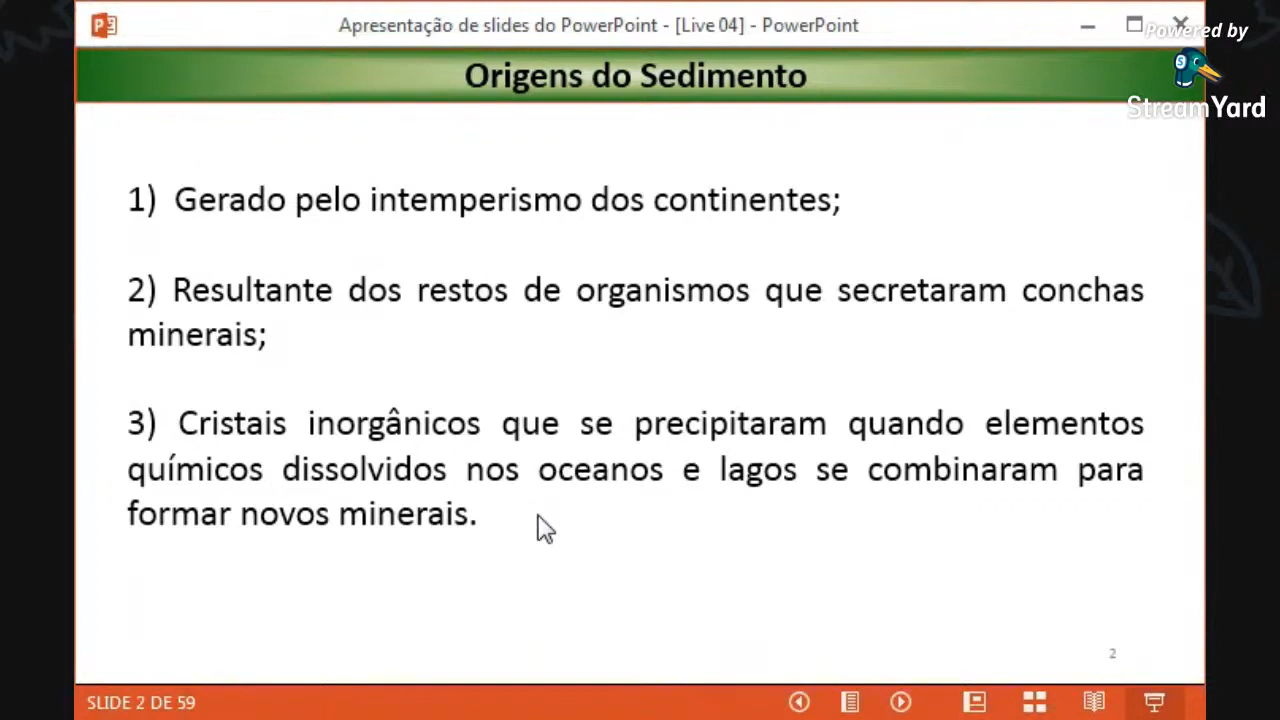 Apresentação de slides do PowerPoint - [Live 04] - PowerPoint
Powered by
StreamYard
Origens do Sedimento
1) Gerado pelo intemperismo dos continentes;
2) Resultante dos restos de organismos que secretaram conchas
minerais;
3) Cristais inorgânicos que se precipitaram quando elementos
químicos dissolvidos nos oceanos e lagos se combinaram para
formar novos minerais.
2
SLIDE 2 DE 59